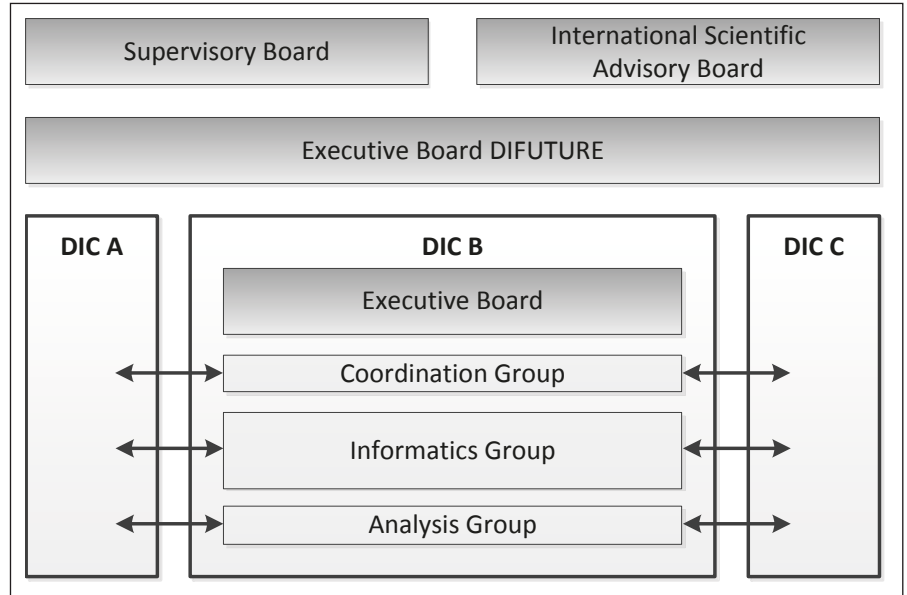 Supervisory Board
International Scientific
Advisory Board
Executive Board DIFUTURE
DIC A
DIC B
DIC C
Executive Board
Coordination Group
Informatics Group
Analysis Group